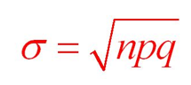 σ = √npq